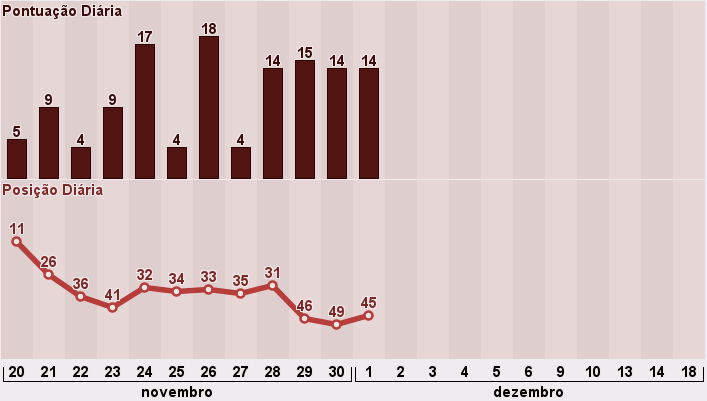 Pontuação Diária
5 9 4 9 17 4 18 4 14 15 14 14
Posição Diária
11 26 36 41 32 34 33 35 31 46 49 45
20 21 22 23 24 25 26 27 28 29 30 1 2 3 4 5 6 9 10 13 14 18
novembro dezembro